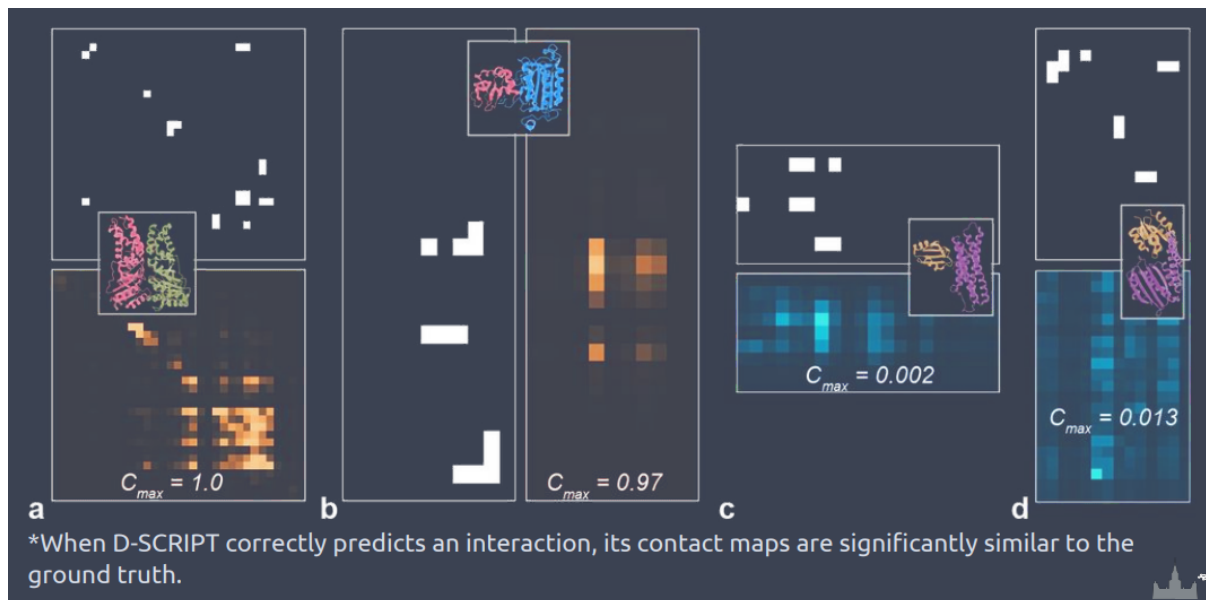 C_max = 1.0
C_max = 0.97
C_max = 0.002
C_max = 0.013
a
b
c
d
*When D-SCRIPT correctly predicts an interaction, its contact maps are significantly similar to the
ground truth.